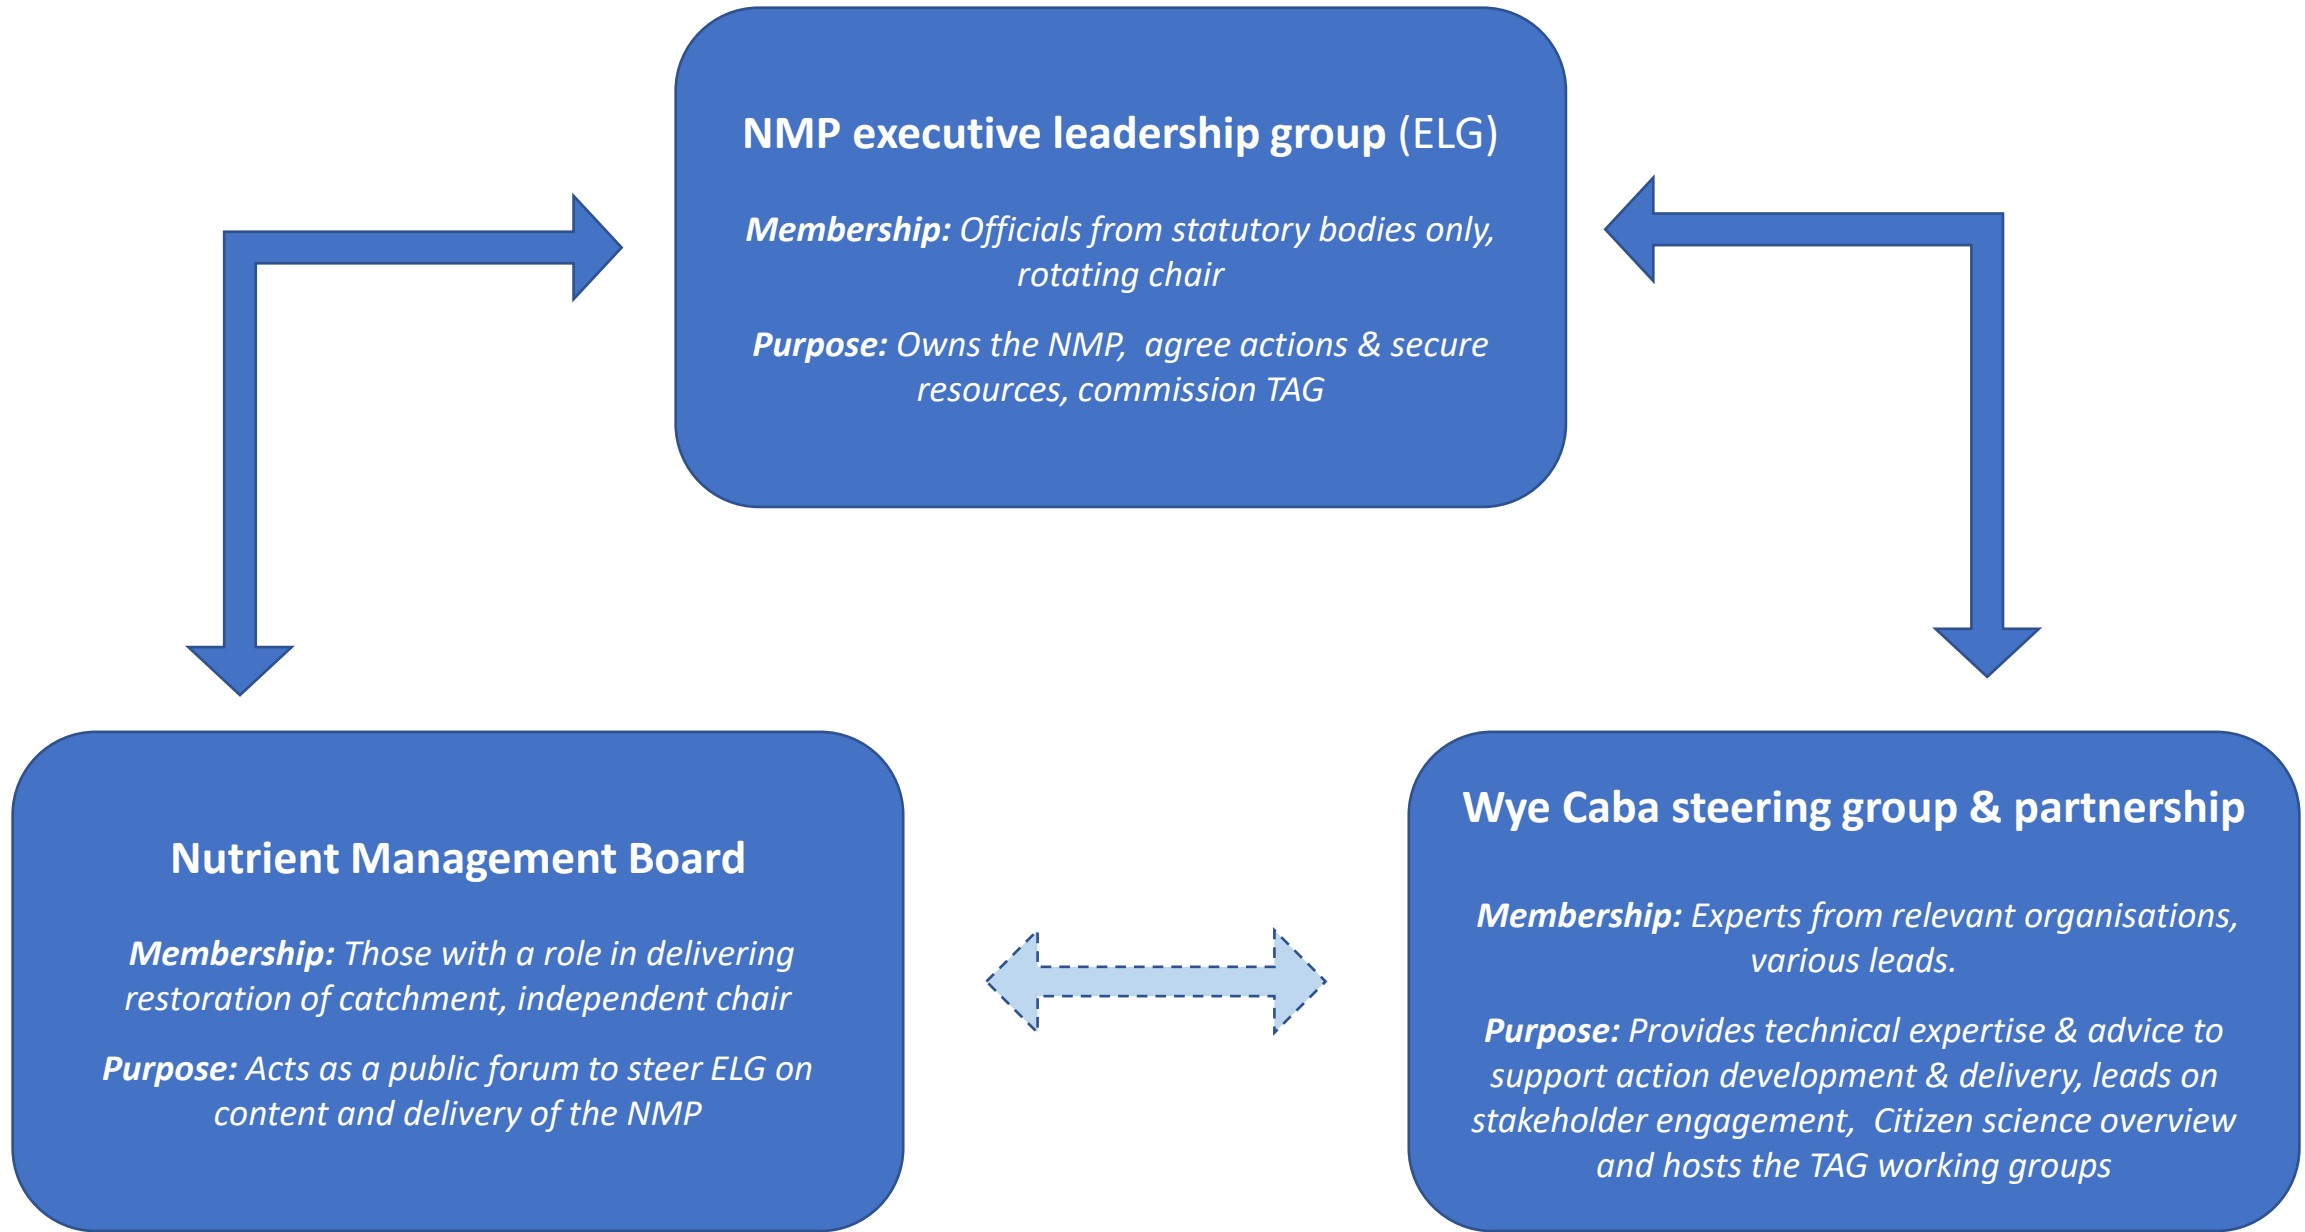 NMP executive leadership group (ELG)
Membership: Officials from statutory bodies only,
rotating chair
Purpose: Owns the NMP,  agree actions & secure
resources, commission TAG
Nutrient Management Board
Membership: Those with a role in delivering
restoration of catchment, independent chair
Purpose: Acts as a public forum to steer ELG on
content and delivery of the NMP
Wye Caba steering group & partnership
Membership: Experts from relevant organisations,
various leads.
Purpose: Provides technical expertise & advice to
support action development & delivery, leads on
stakeholder engagement,  Citizen science overview
and hosts the TAG working groups